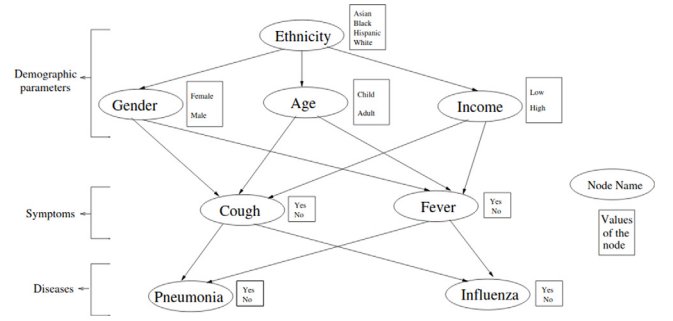 Ethnicity
Asian
Black
Hispanic
White
Demographic
parameters
Gender
Female
Male
Age
Child
Adult
Income
Low
High
Node Name
Values
of the
node
Symptoms
Cough
Yes
No
Fever
Yes
No
Diseases
Pneumonia
Yes
No
Influenza
Yes
No